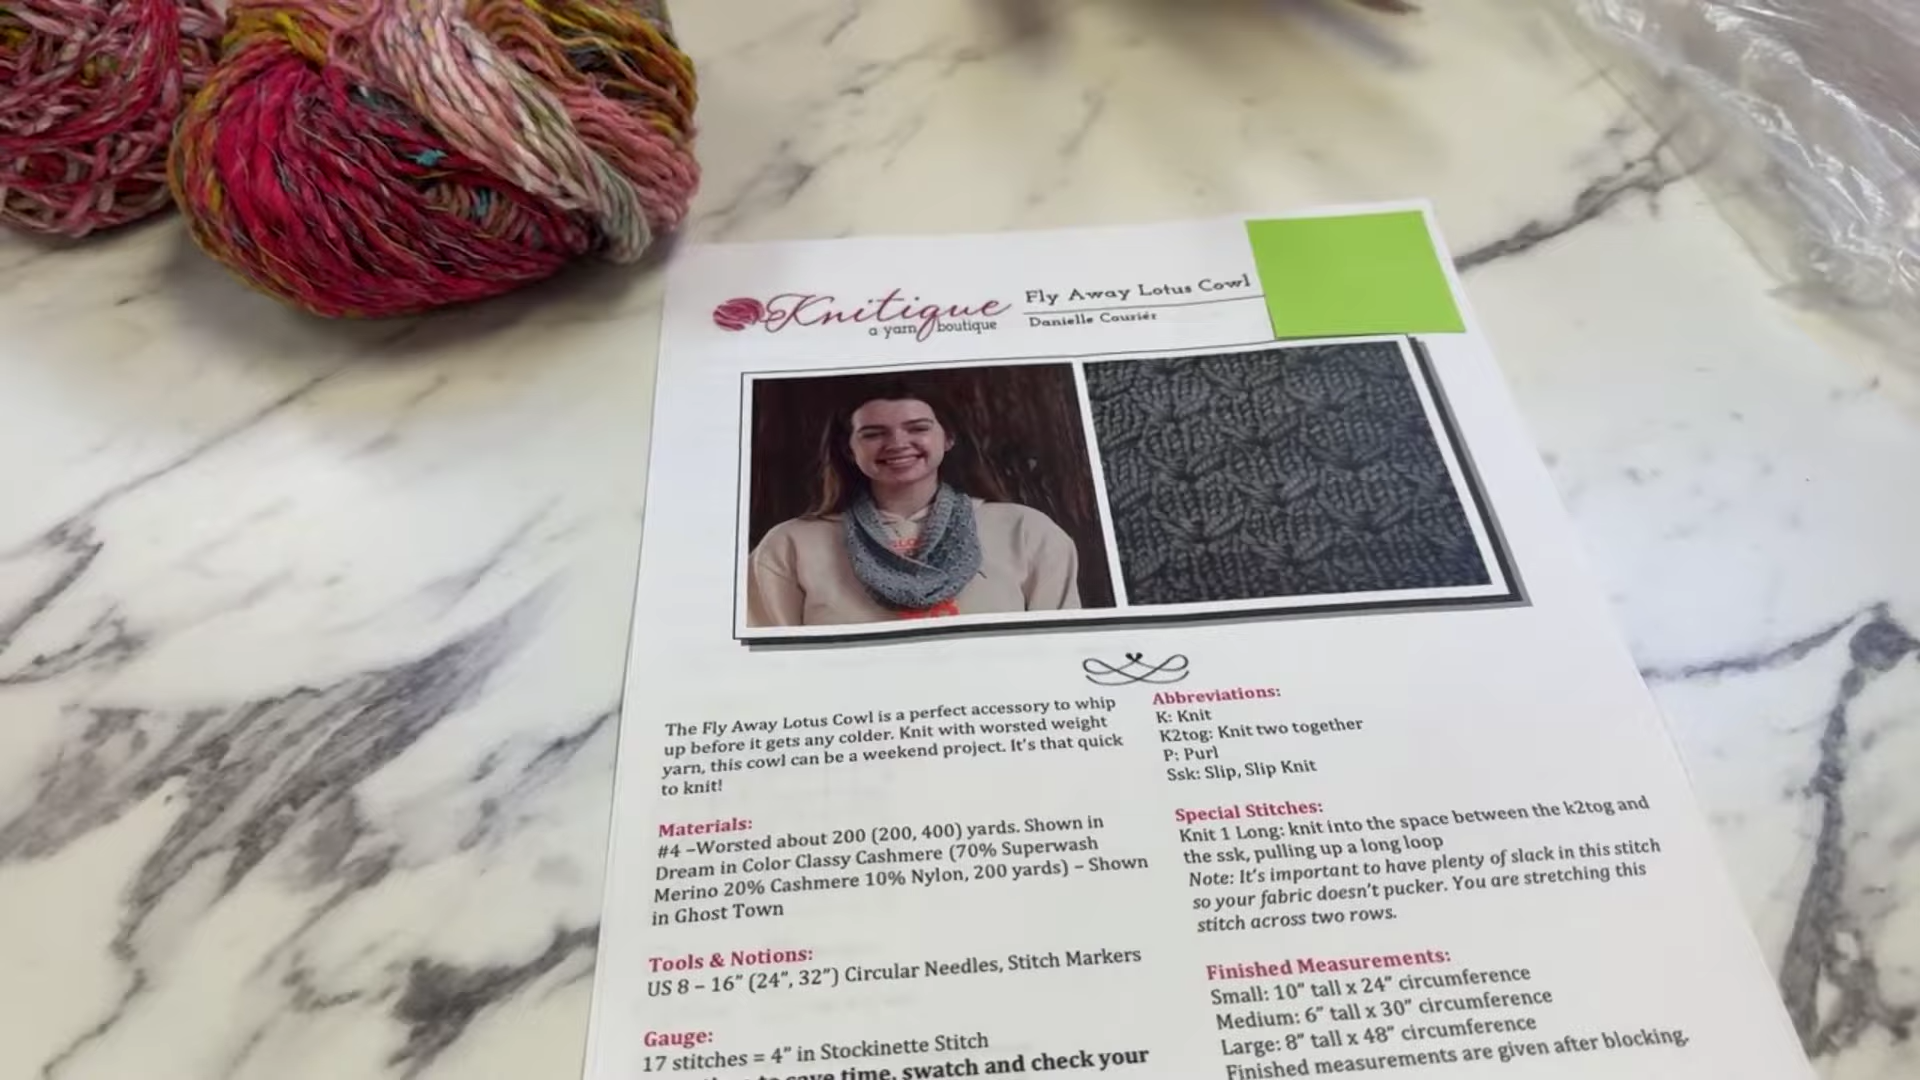 Knitique
a yarn boutique
Fly Away Lotus Cowl
Danielle Couriér
The Fly Away Lotus Cowl is a perfect accessory to whip
up before it gets any colder. Knit with worsted weight
yarn, this cowl can be a weekend project. It's that quick
to knit!
Materials:
#4 –Worsted about 200 (200, 400) yards. Shown in
Dream in Color Classy Cashmere (70% Superwash
Merino 20% Cashmere 10% Nylon, 200 yards) – Shown
in Ghost Town
Tools & Notions:
US 8 – 16” (24”, 32”) Circular Needles, Stitch Markers
Gauge:
17 stitches = 4” in Stockinette Stitch
save time, swatch and check your
Abbreviations:
K: Knit
K2tog: Knit two together
P: Purl
Ssk: Slip, Slip Knit
Special Stitches:
Knit 1 Long: knit into the space between the k2tog and
the ssk, pulling up a long loop
Note: It's important to have plenty of slack in this stitch
so your fabric doesn't pucker. You are stretching this
stitch across two rows.
Finished Measurements:
Small: 10” tall x 24” circumference
Medium: 6” tall x 30” circumference
Large: 8” tall x 48” circumference
Finished measurements are given after blocking.